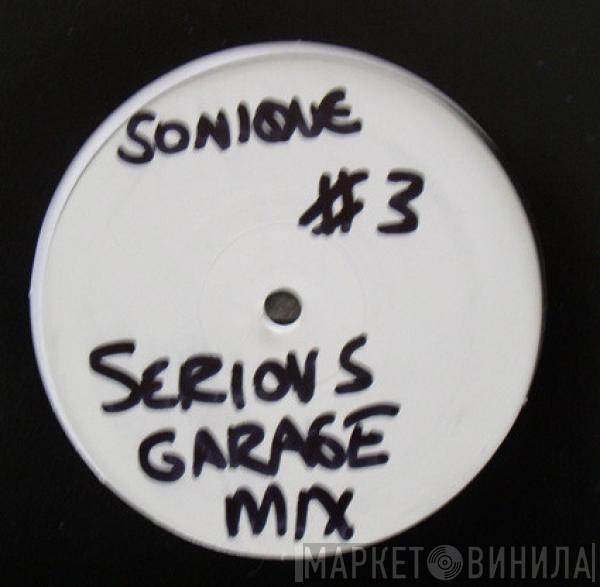 SONIQUE
#3
SERIOUS
GARAGE
MIX
МАРКЕТ ВИНИЛА